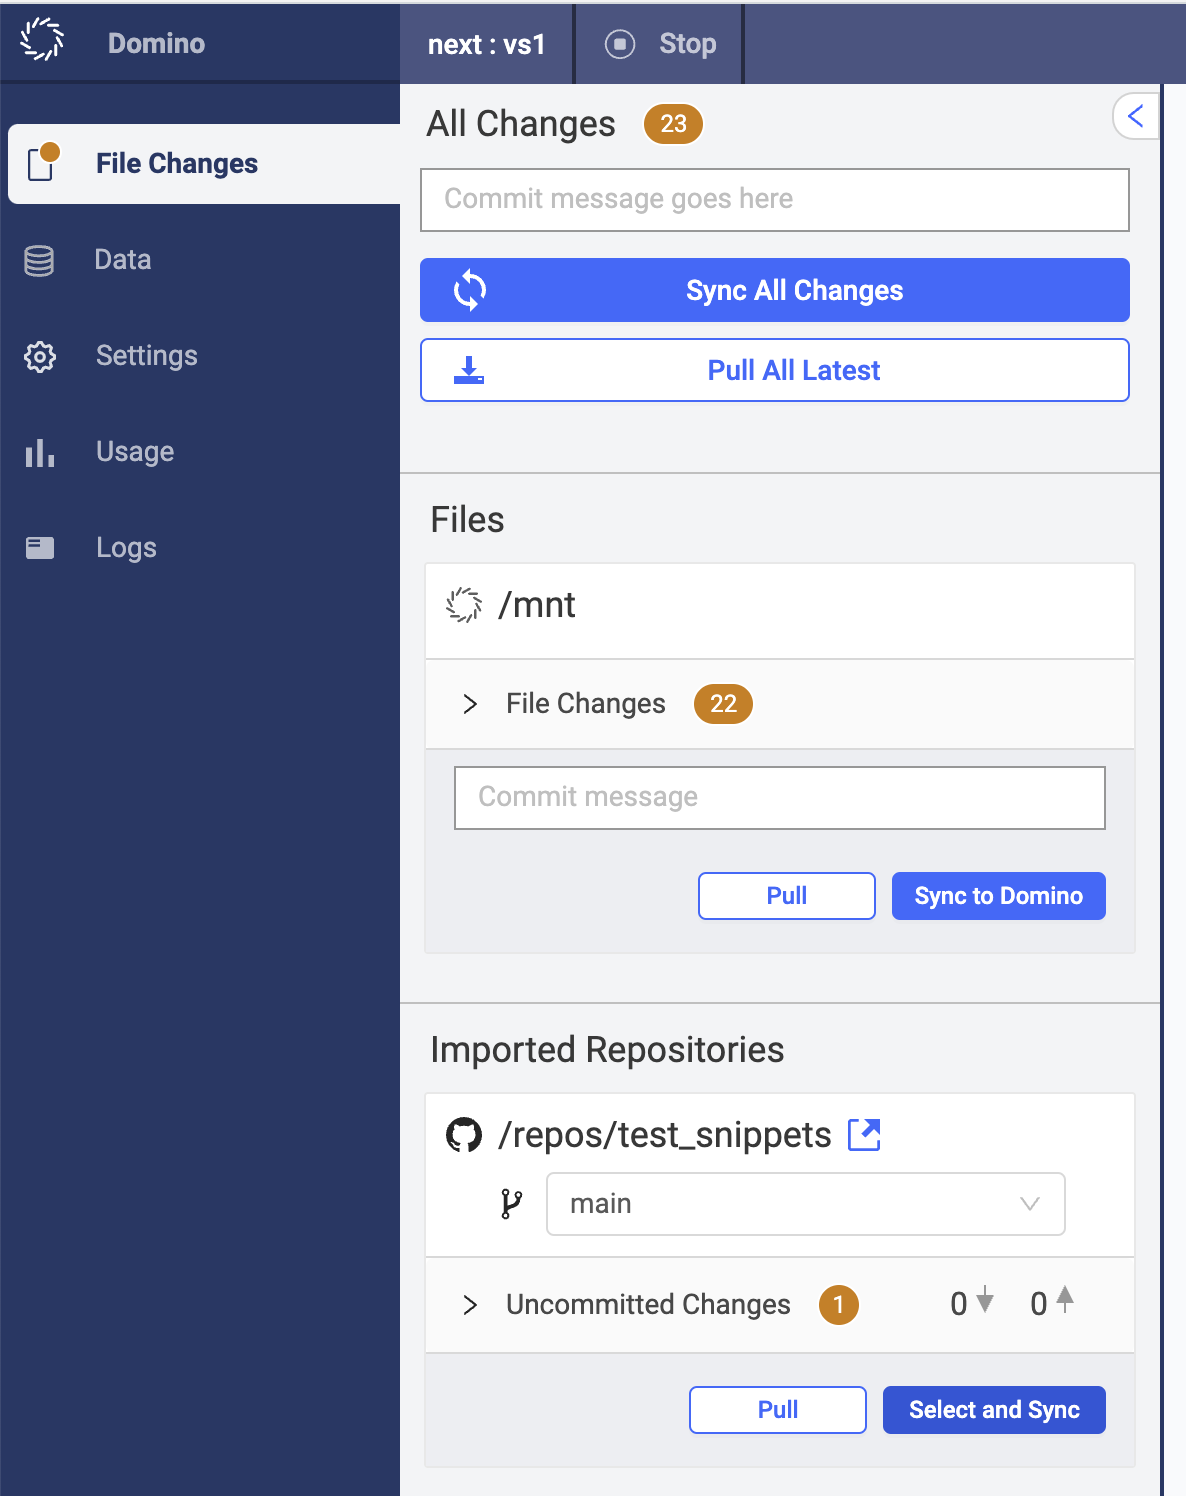 Domino
next : vs1
Stop
File Changes
Data
Settings
Usage
Logs
All Changes 23
Commit message goes here
Sync All Changes
Pull All Latest
Files
/mnt
File Changes 22
Commit message
Pull
Sync to Domino
Imported Repositories
/repos/test_snippets
main
Uncommitted Changes 1 0 0
Pull
Select and Sync